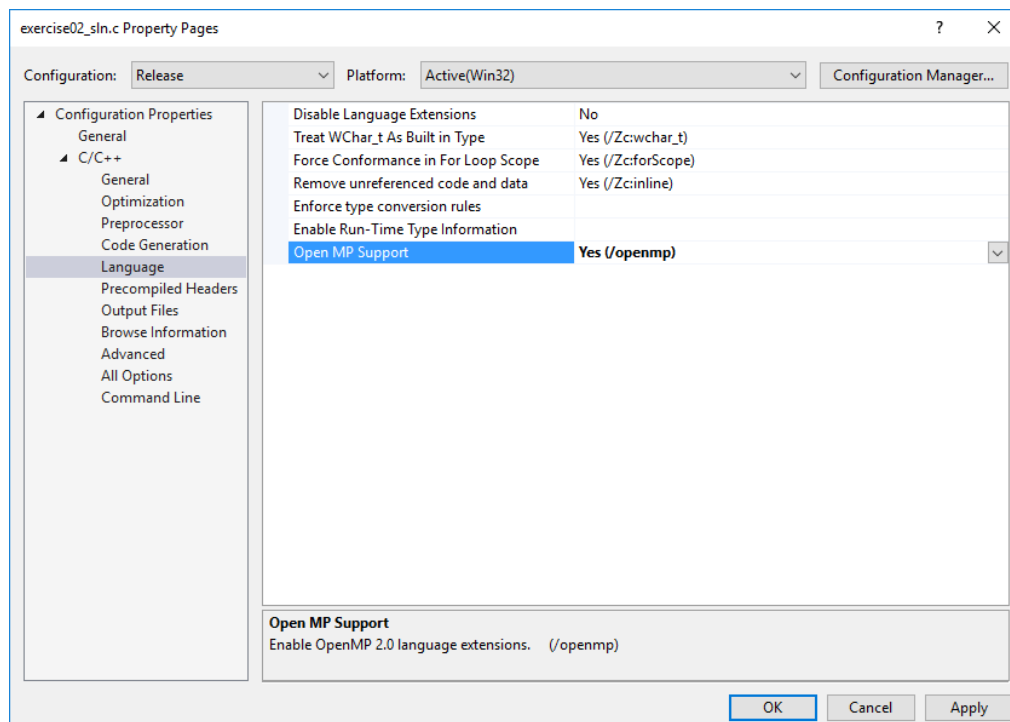 exercise02_sln.c Property Pages
?
Configuration: Release Platform: Active(Win32) Configuration Manager...
Configuration Properties
General
C/C++
General
Optimization
Preprocessor
Code Generation
Language
Precompiled Headers
Output Files
Browse Information
Advanced
All Options
Command Line
Disable Language Extensions No
Treat WChar_t As Built in Type Yes (/Zc:wchar_t)
Force Conformance in For Loop Scope Yes (/Zc:forScope)
Remove unreferenced code and data Yes (/Zc:inline)
Enforce type conversion rules
Enable Run-Time Type Information
Open MP Support Yes (/openmp)
Open MP Support
Enable OpenMP 2.0 language extensions. (/openmp)
OK Cancel Apply